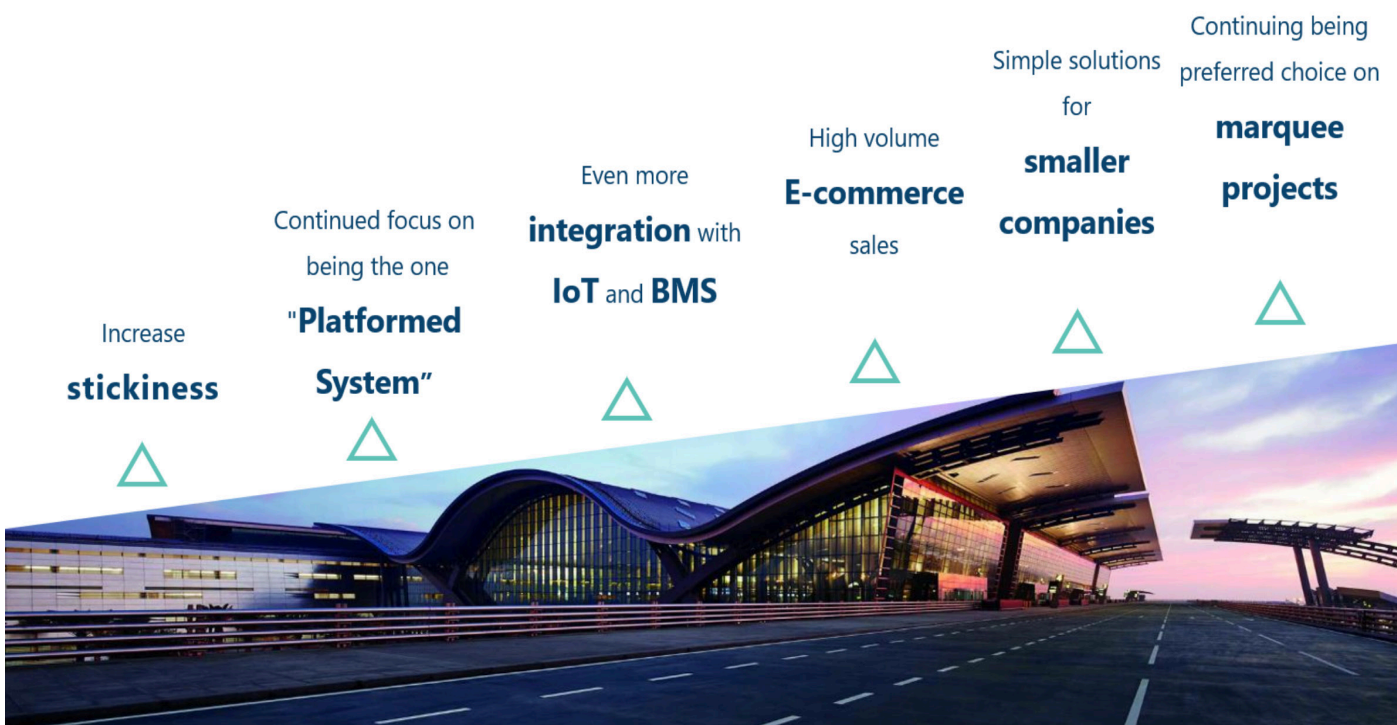 Increase
stickiness
Continued focus on
being the one
"Platformed
System”
Even more
integration with
IoT and BMS
High volume
E-commerce
sales
Simple solutions
for
smaller
companies
Continuing being
preferred choice on
marquee
projects